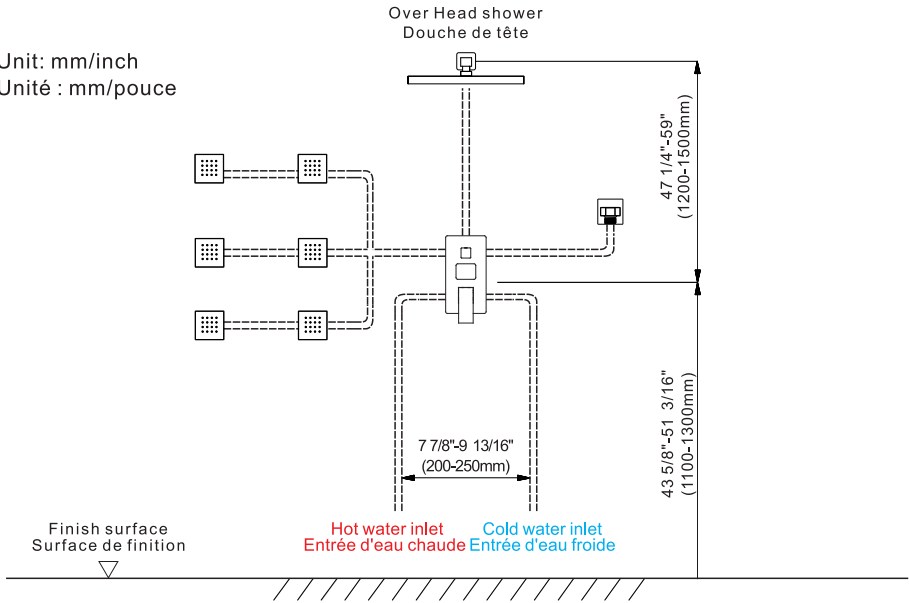 Over Head shower
Douche de tête
Unit: mm/inch
Unité : mm/pouce
47 1/4"-59"
(1200-1500mm)
43 5/8"-51 3/16"
(1100-1300mm)
7 7/8"-9 13/16"
(200-250mm)
Finish surface
Surface de finition
Hot water inlet
Entrée d'eau chaude
Cold water inlet
Entrée d'eau froide